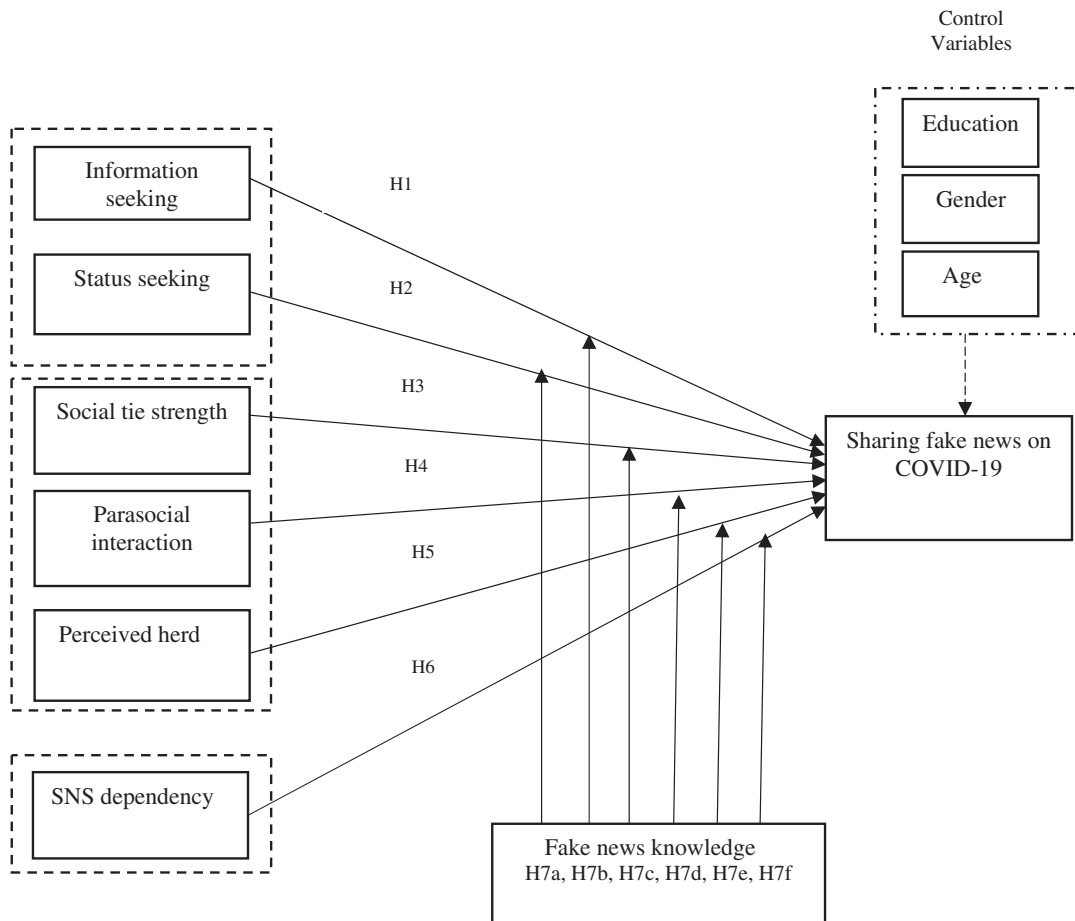 Control
Variables
Education
Gender
Age
Information
seeking
Status seeking
Social tie strength
Parasocial
interaction
Perceived herd
SNS dependency
H1
H2
H3
H4
H5
H6
Sharing fake news on
COVID-19
Fake news knowledge
H7a, H7b, H7c, H7d, H7e, H7f